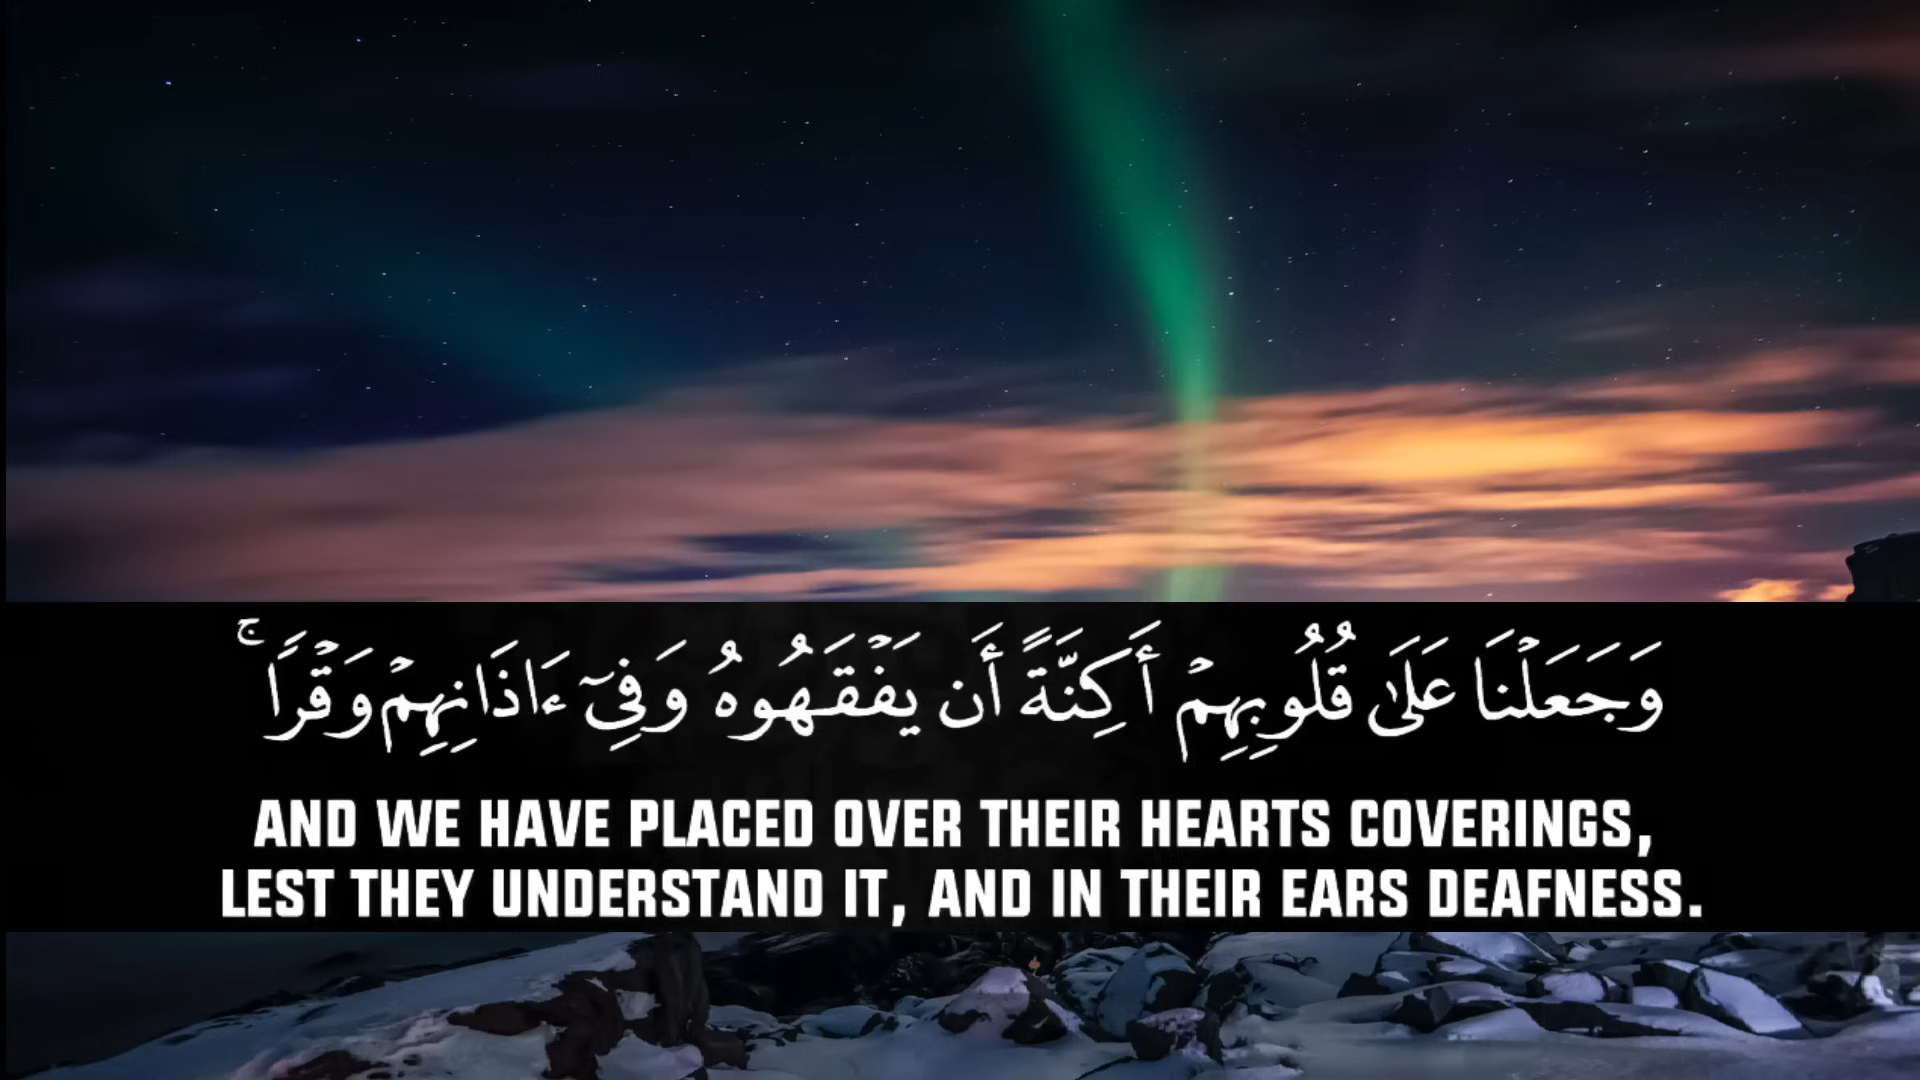 وَجَعَلۡنَا عَلَىٰ قُلُوبِهِمۡ أَكِنَّةً أَن يَفۡقَهُوهُ وَفِيٓ ءَاذَانِهِمۡ وَقۡرٗاۚ
AND WE HAVE PLACED OVER THEIR HEARTS COVERINGS,
LEST THEY UNDERSTAND IT, AND IN THEIR EARS DEAFNESS.